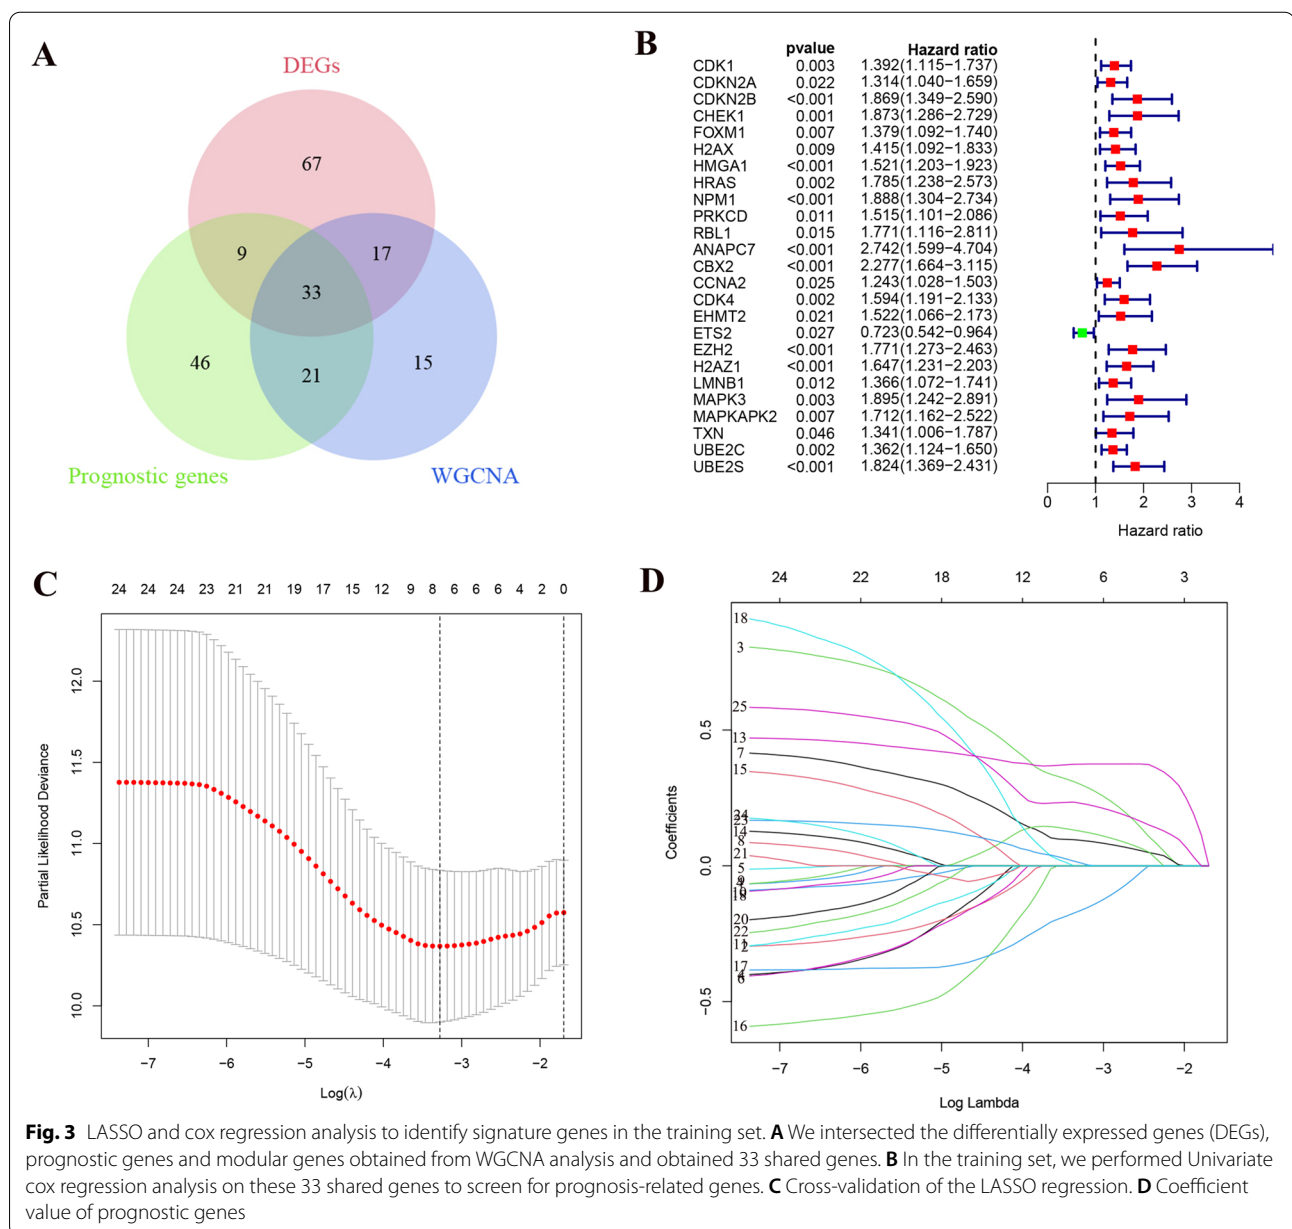 A
DEGs
67
9
17
33
46
21
15
Prognostic genes
WGCNA
B
pvalue Hazard ratio
CDK1 0.003 1.392(1.115−1.737)
CDKN2A 0.022 1.314(1.040−1.659)
CDKN2B <0.001 1.869(1.349−2.590)
CHEK1 0.001 1.873(1.286−2.729)
FOXM1 0.007 1.379(1.092−1.740)
H2AX 0.009 1.415(1.092−1.833)
HMGA1 <0.001 1.521(1.203−1.923)
HRAS 0.002 1.785(1.238−2.573)
NPM1 <0.001 1.888(1.304−2.734)
PRKCD 0.011 1.515(1.101−2.086)
RBL1 0.015 1.771(1.116−2.811)
ANAPC7 <0.001 2.742(1.599−4.704)
CBX2 <0.001 2.277(1.664−3.115)
CCNA2 0.025 1.243(1.028−1.503)
CDK4 0.002 1.594(1.191−2.133)
EHMT2 0.021 1.522(1.066−2.173)
ETS2 0.027 0.723(0.542−0.964)
EZH2 <0.001 1.771(1.273−2.463)
H2AZ1 <0.001 1.647(1.231−2.203)
LMNB1 0.012 1.366(1.072−1.741)
MAPK3 0.003 1.895(1.242−2.891)
MAPKAPK2 0.007 1.712(1.162−2.522)
TXN 0.046 1.341(1.006−1.787)
UBE2C 0.002 1.362(1.124−1.650)
UBE2S <0.001 1.824(1.369−2.431)
0 1 2 3 4
Hazard ratio
C
24 24 24 23 21 21 19 17 15 12 9 8 6 6 6 4 2 0
Partial Likelihood Deviance
12.0
11.5
11.0
10.5
10.0
−7 −6 −5 −4 −3 −2
Log(λ)
D
24 22 18 12 6 3
Coefficients
0.5
0.0
−0.5
18
3
25
13
7
15
14
8
21
5
18
20
22
2
17
6
16
−7 −6 −5 −4 −3 −2
Log Lambda
Fig. 3 LASSO and cox regression analysis to identify signature genes in the training set. A We intersected the differentially expressed genes (DEGs),
prognostic genes and modular genes obtained from WGCNA analysis and obtained 33 shared genes. B In the training set, we performed Univariate
cox regression analysis on these 33 shared genes to screen for prognosis-related genes. C Cross-validation of the LASSO regression. D Coefficient
value of prognostic genes